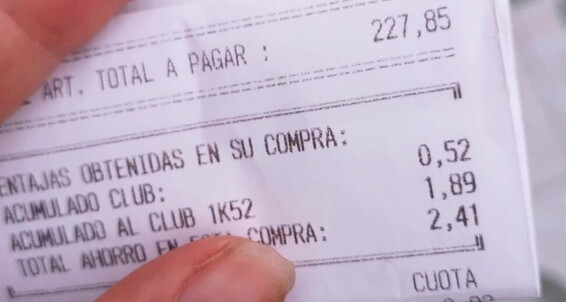 ART. TOTAL A PAGAR : 227,85
ENTAJAS OBTENIDAS EN SU COMPRA:
ACUMULADO CLUB: 0,52
ACUMULADO AL CLUB 1K52 1,89
TOTAL AHORRO EN ESTA COMPRA: 2,41
CUOTA